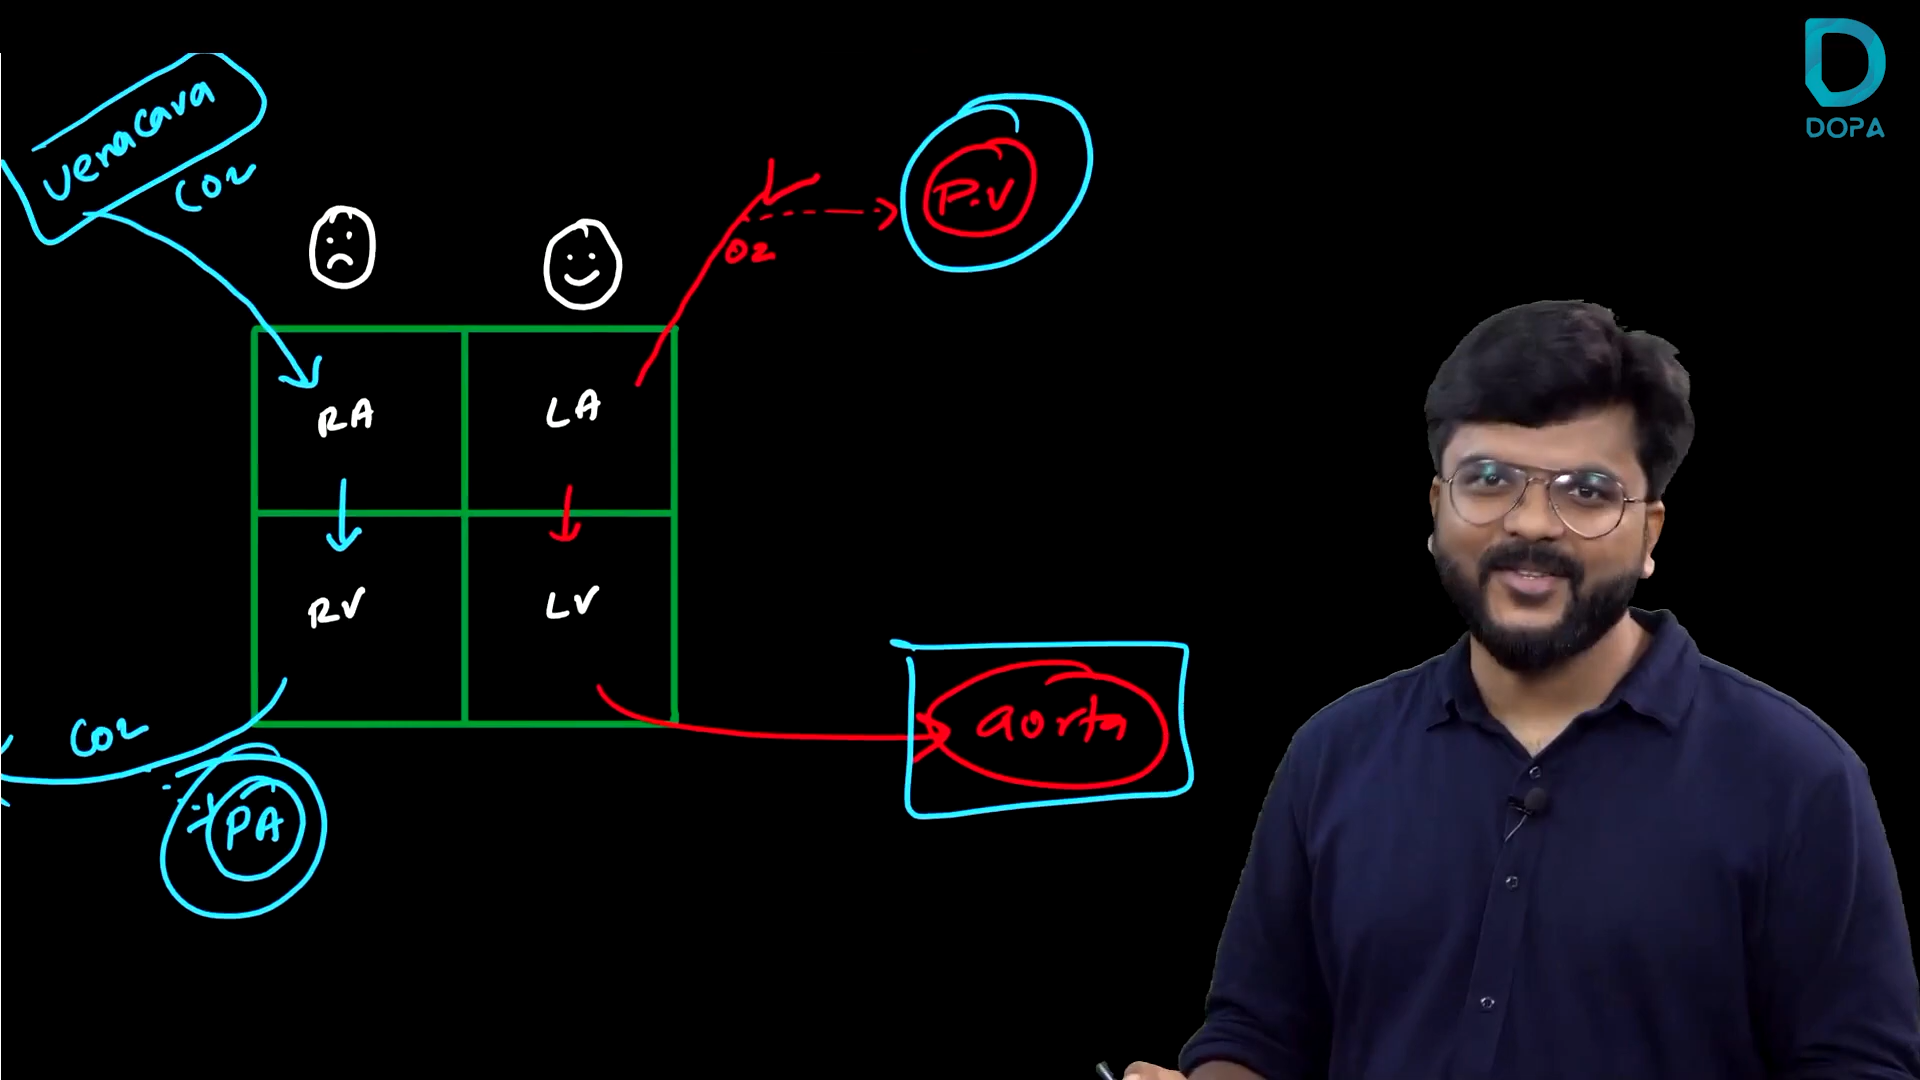 DOPA
venacava
CO2
P.V
O2
RA
LA
RV
LV
CO2
aorta
PA